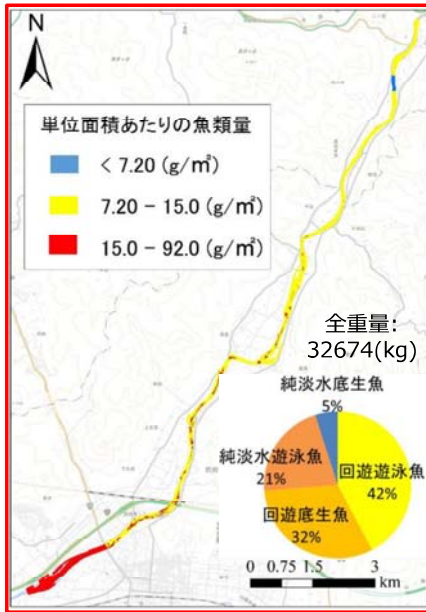 N
単位面積あたりの魚類量
< 7.20 (g/㎡)
7.20 − 15.0 (g/㎡)
15.0 − 92.0 (g/㎡)
全重量:
32674(kg)
純淡水底生魚
5%
純淡水遊泳魚
21%
回遊遊泳魚
42%
回遊底生魚
32%
0 0.75 1.5 3
km